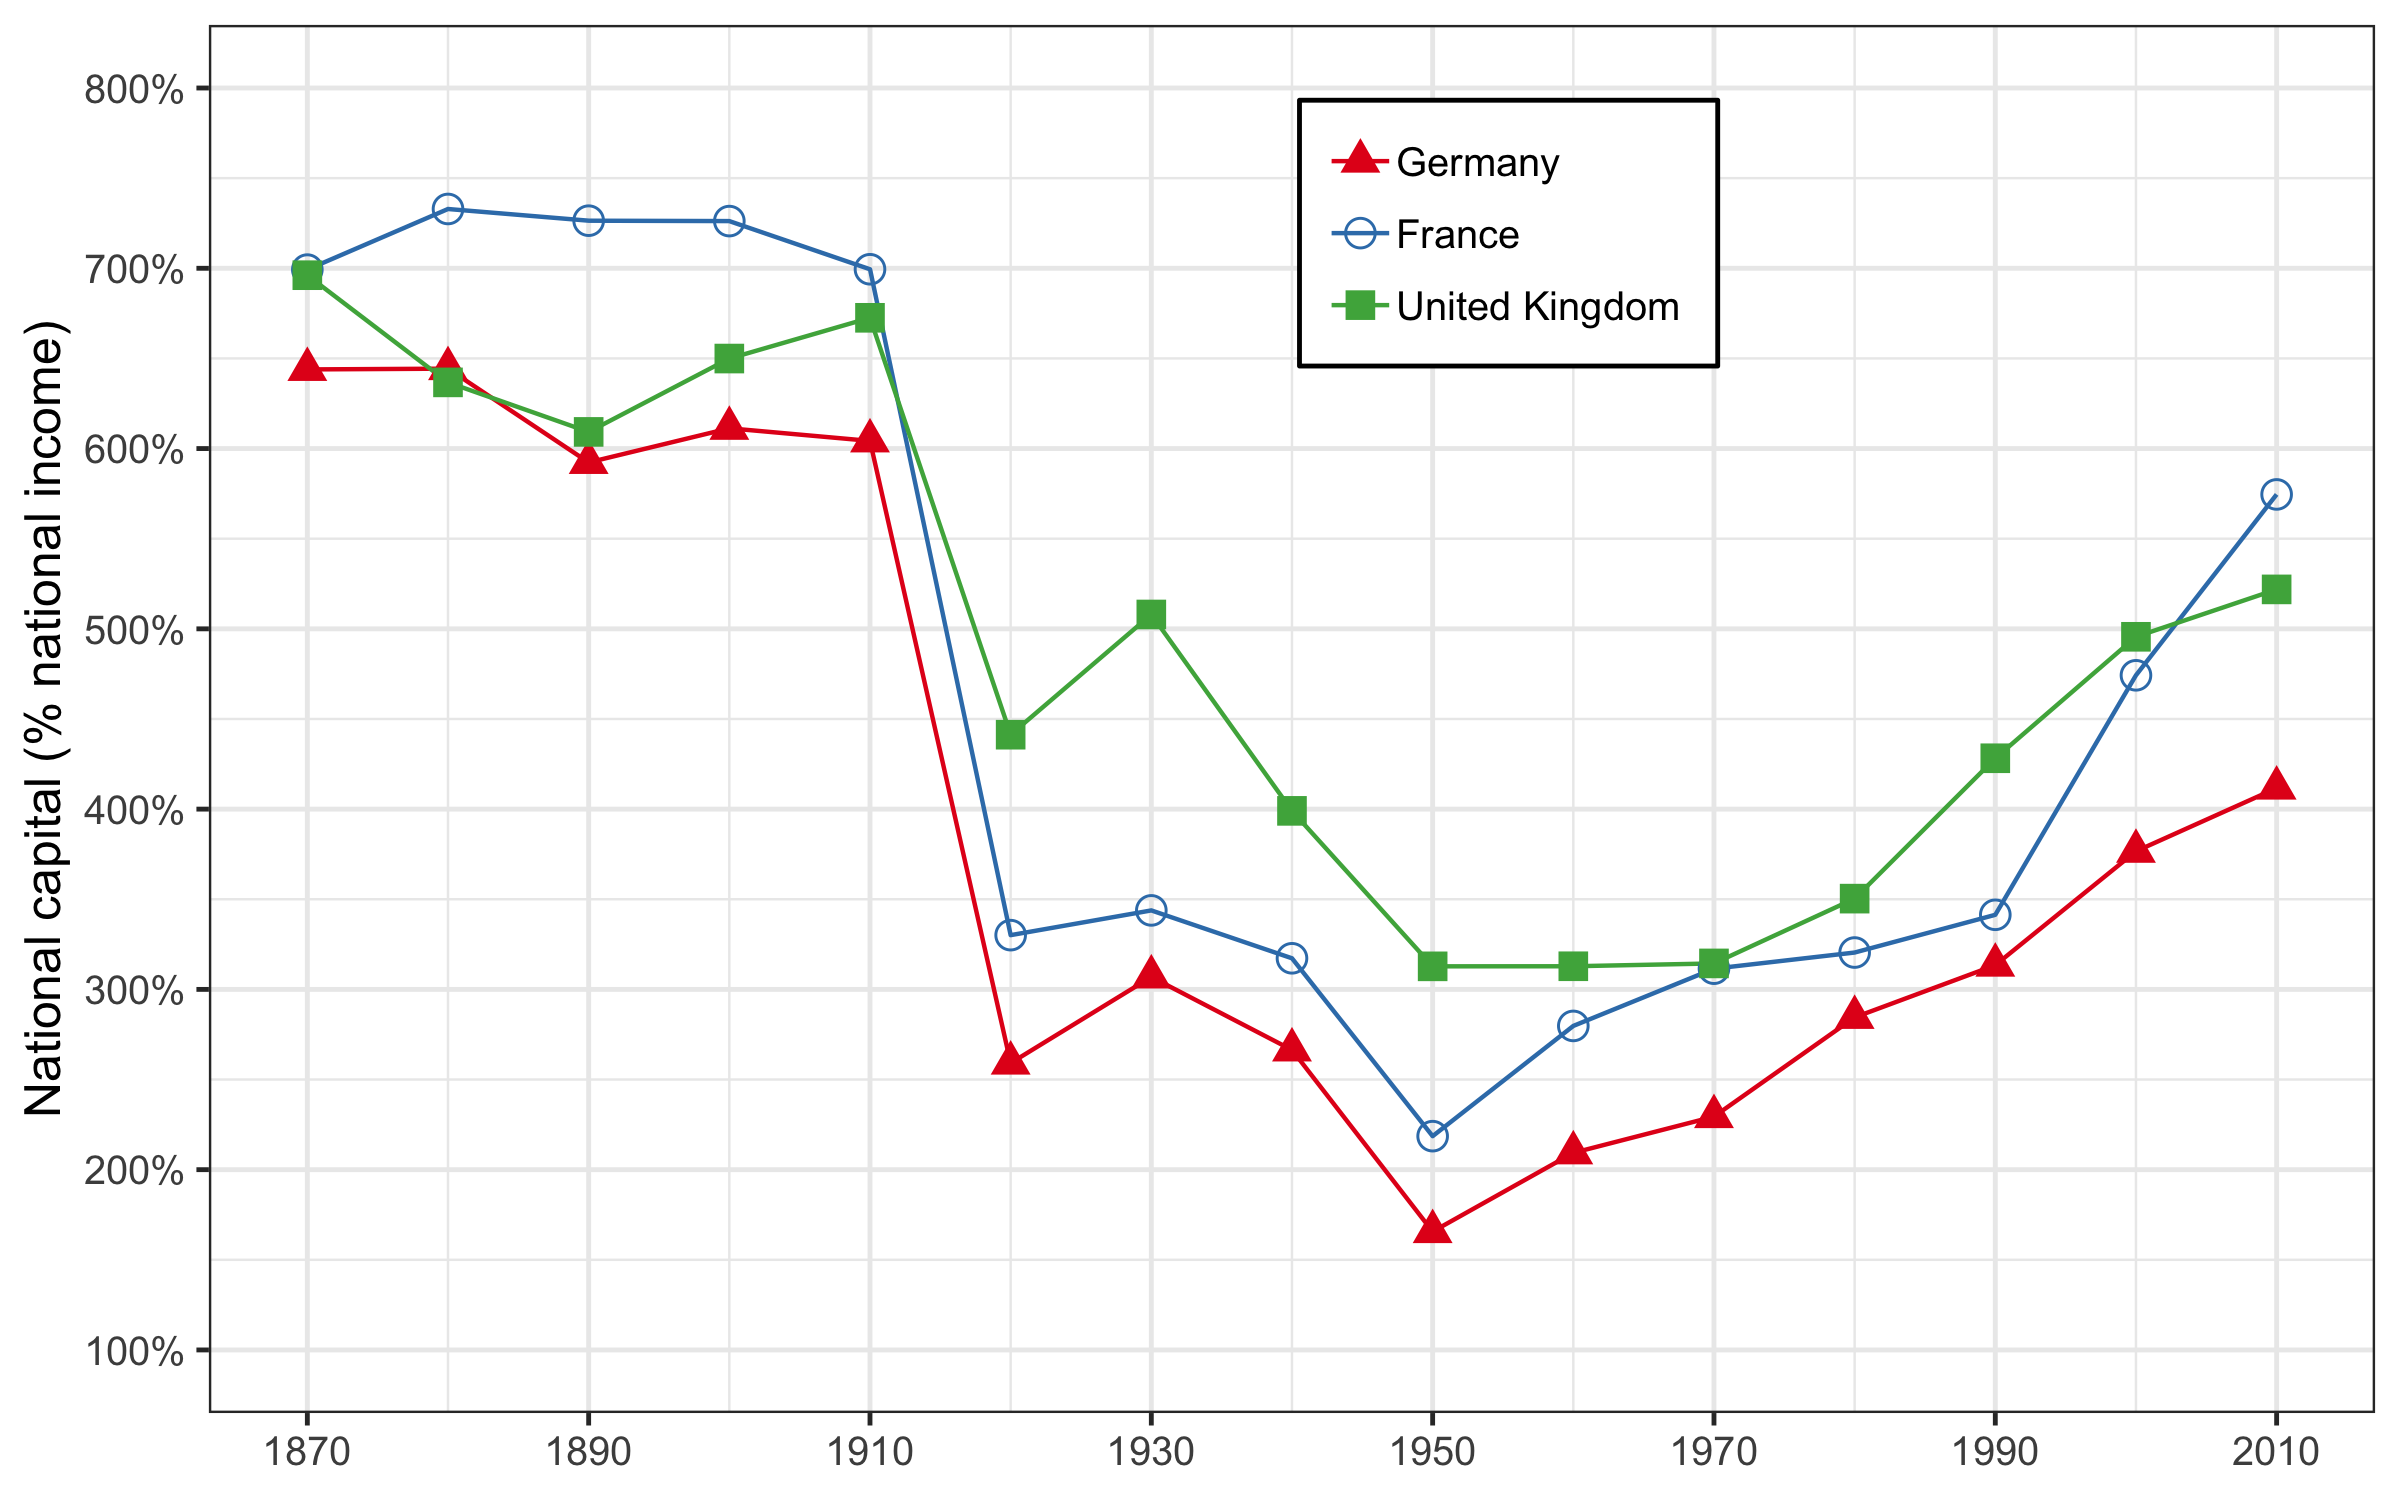 National capital (% national income)
800%
700%
600%
500%
400%
300%
200%
100%
Germany
France
United Kingdom
1870 1890 1910 1930 1950 1970 1990 2010